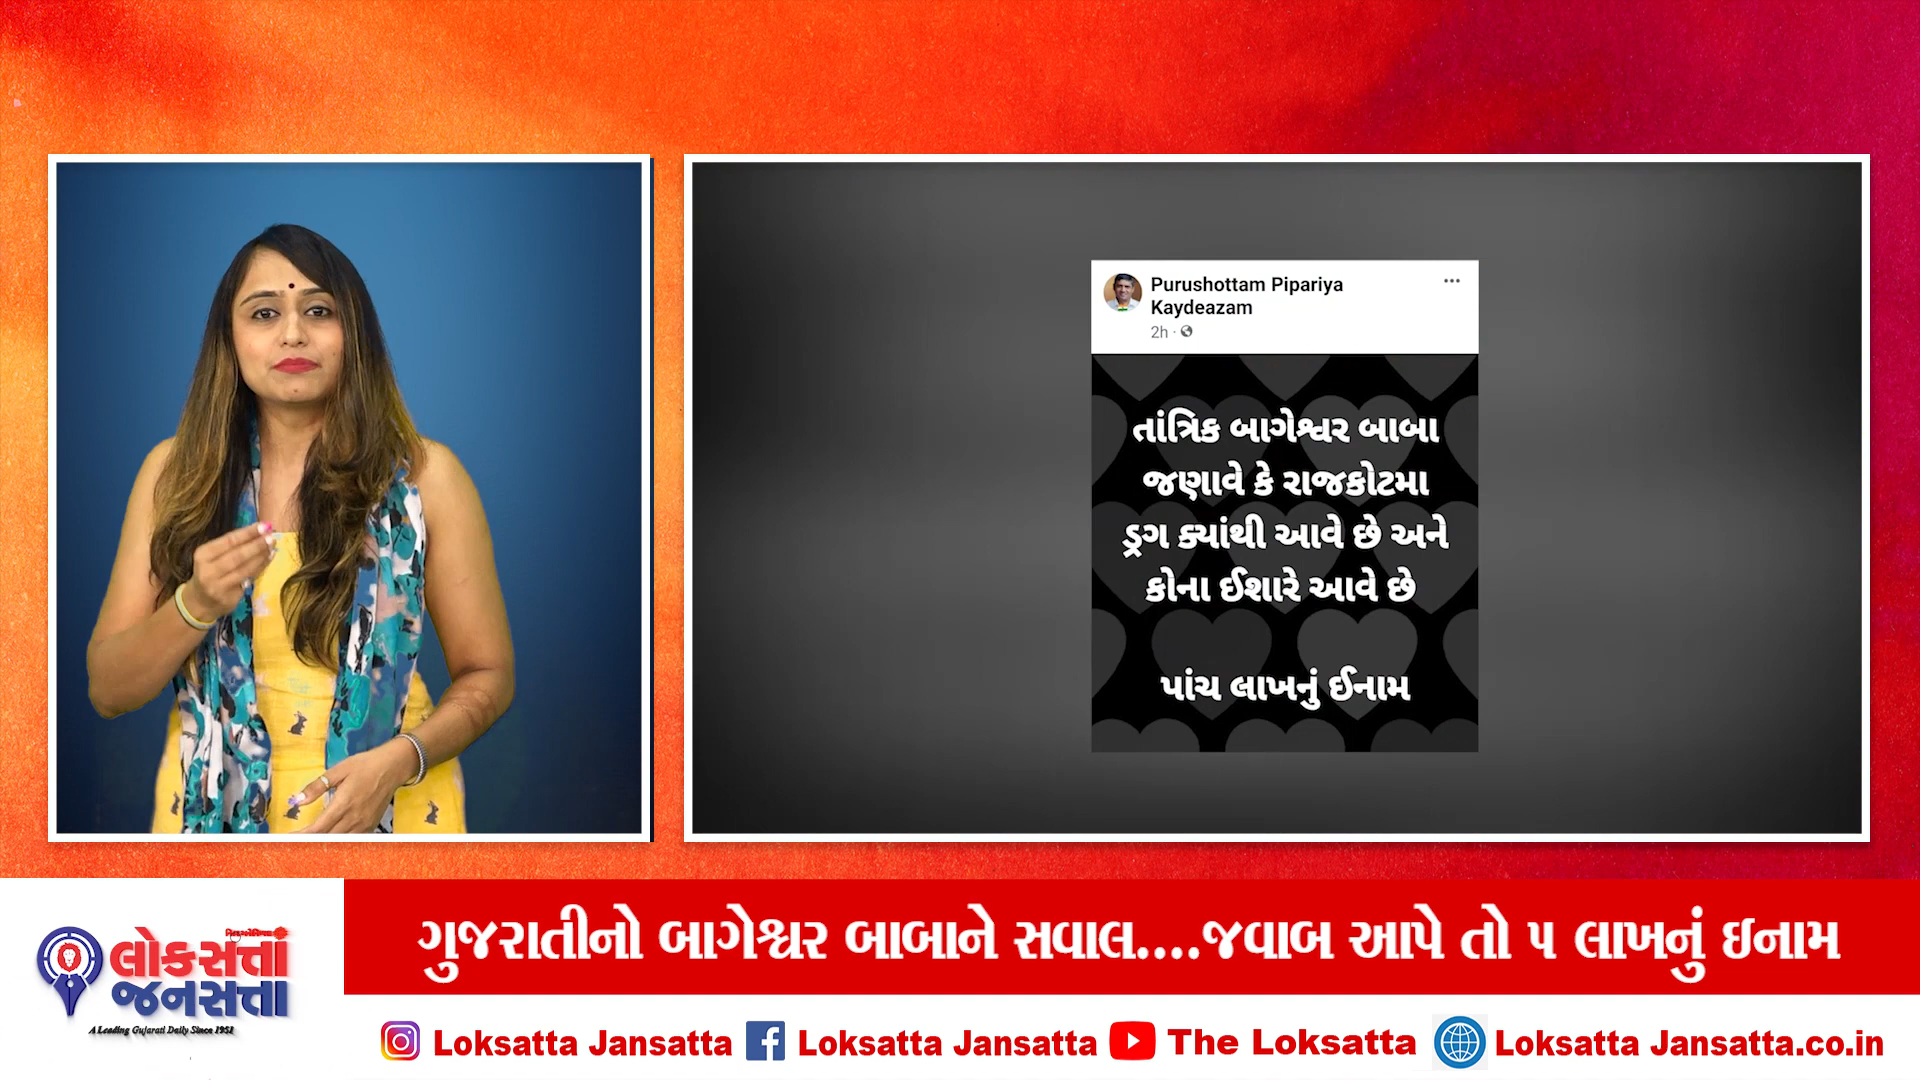 Purushottam Pipariya
Kaydeazam
2h
તાંત્રિક બાગેશ્વર બાબા
જણાવે કે રાજકોટમા
ડ્રગ ક્યાંથી આવે છે અને
કોના ઈશારે આવે છે
પાંચ લાખનું ઈનામ
ગુજરાતીનો બાગેશ્વર બાબાને સવાલ....જવાબ આપે તો ૫ લાખનું ઇનામ
લોકસત્તા
જનસત્તા
A Leading Gujarati Daily Since 1951
Loksatta Jansatta
Loksatta Jansatta
The Loksatta
Loksatta Jansatta.co.in